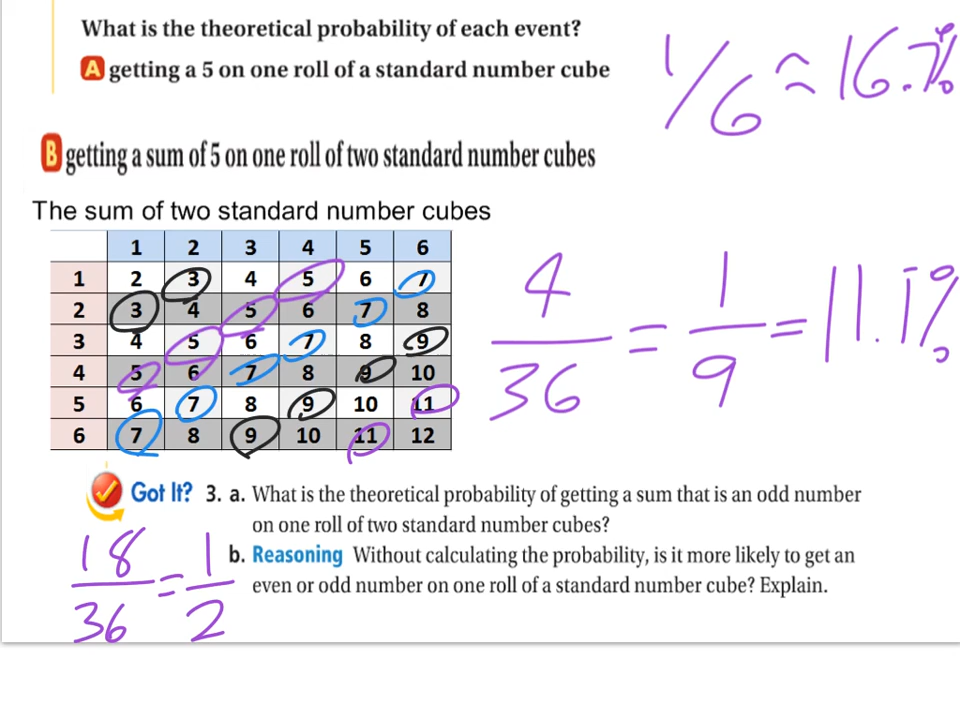 What is the theoretical probability of each event?
A getting a 5 on one roll of a standard number cube
1/6 ≈ 16.7%
B getting a sum of 5 on one roll of two standard number cubes
The sum of two standard number cubes
1 2 3 4 5 6
1 2 3 4 5 6 7
2 3 4 5 6 7 8
3 4 5 6 7 8 9
4 5 6 7 8 9 10
5 6 7 8 9 10 11
6 7 8 9 10 11 12
4/36 = 1/9 = 11.1%
Got It? 3. a. What is the theoretical probability of getting a sum that is an odd number
on one roll of two standard number cubes?
b. Reasoning Without calculating the probability, is it more likely to get an
even or odd number on one roll of a standard number cube? Explain.
18/36 = 1/2